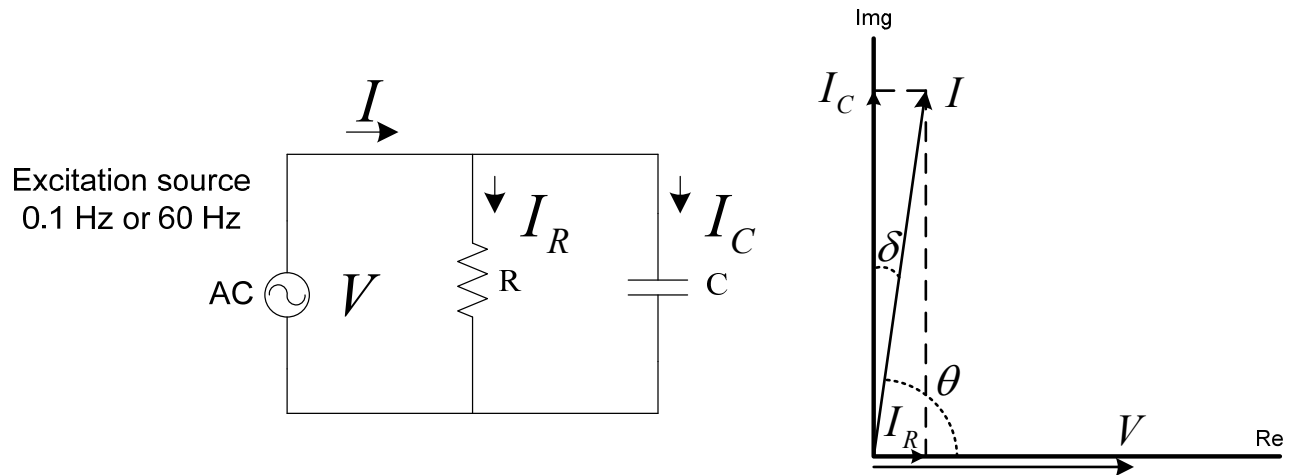 I
Excitation source
0.1 Hz or 60 Hz
I_R
I_C
AC
V
R
C
Img
I_C
I
δ
θ
I_R
V
Re